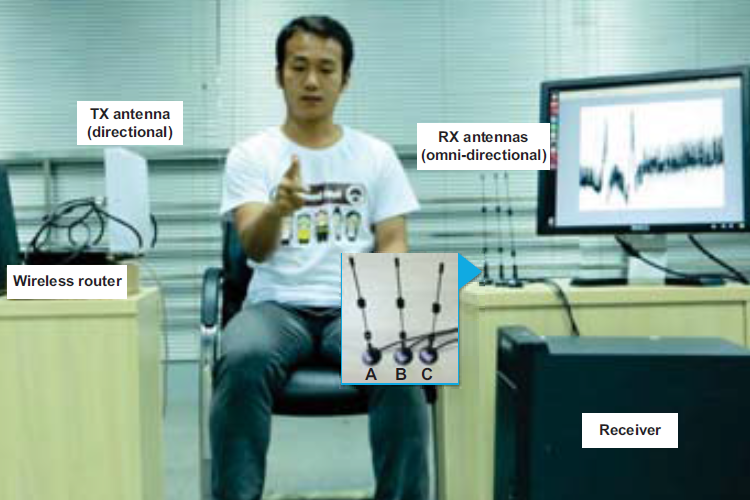 TX antenna
(directional)
RX antennas
(omni-directional)
Wireless router
A B C
Receiver